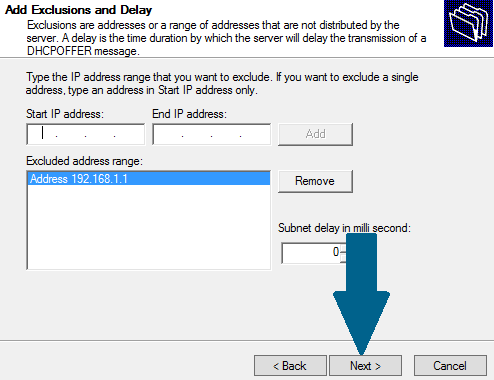 Add Exclusions and Delay
Exclusions are addresses or a range of addresses that are not distributed by the
server. A delay is the time duration by which the server will delay the transmission of a
DHCPOFFER message.
Type the IP address range that you want to exclude. If you want to exclude a single
address, type an address in Start IP address only.
Start IP address:
End IP address:
. . .
. . .
Add
Excluded address range:
Address 192.168.1.1
Remove
Subnet delay in milli second:
0
< Back
Next >
Cancel